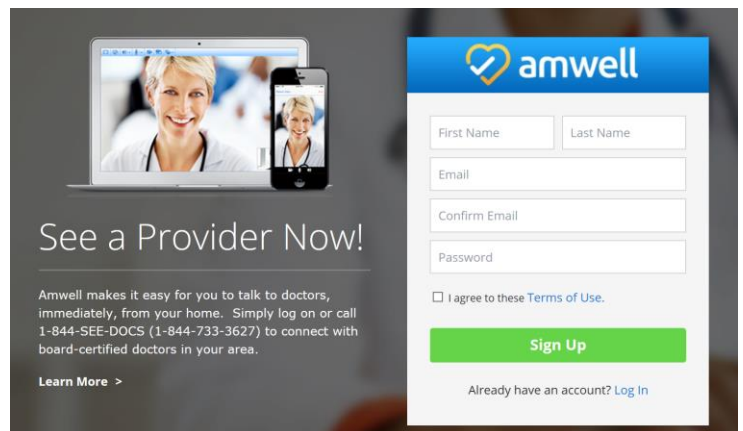 See a Provider Now!
Amwell makes it easy for you to talk to doctors,
immediately, from your home.  Simply log on or call
1-844-SEE-DOCS (1-844-733-3627) to connect with
board-certified doctors in your area.
Learn More >
amwell
First Name Last Name
Email
Confirm Email
Password
I agree to these Terms of Use.
Sign Up
Already have an account? Log In